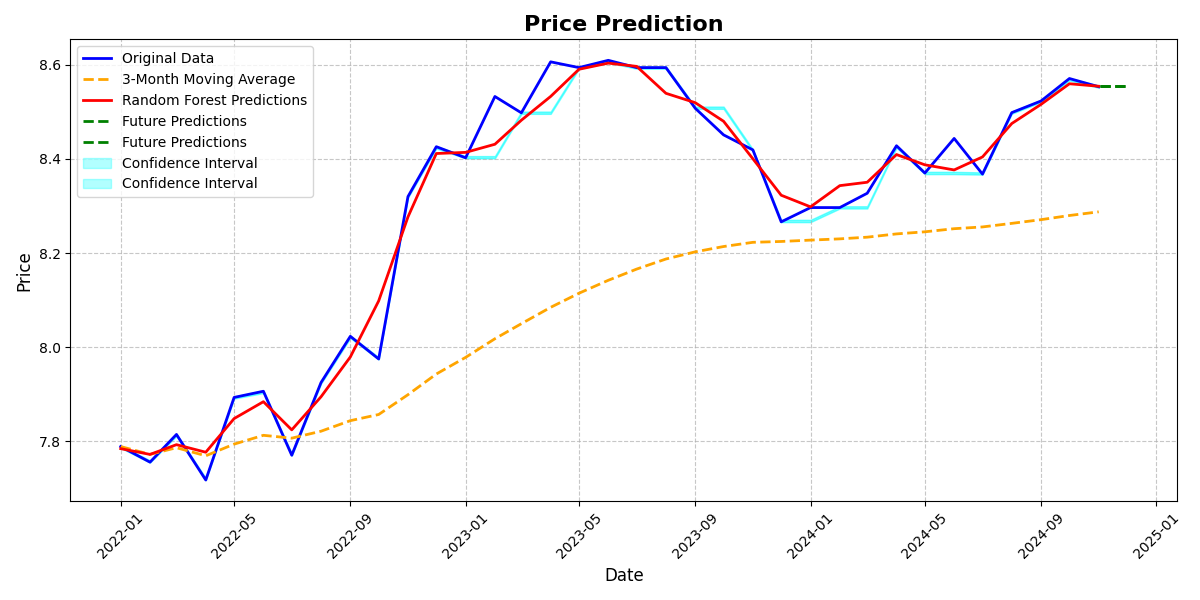 Price Prediction
Original Data
3-Month Moving Average
Random Forest Predictions
Future Predictions
Future Predictions
Confidence Interval
Confidence Interval
Price
8.6
8.4
8.2
8.0
7.8
2022-01
2022-05
2022-09
2023-01
2023-05
2023-09
2024-01
2024-05
2024-09
2025-01
Date